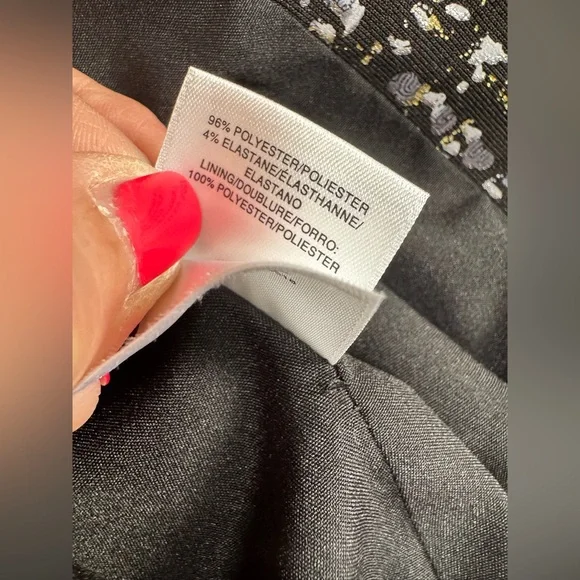 96% POLYESTER/POLIESTER
4% ELASTANE/ÉLASTHANNE/
ELASTANO
LINING/DOUBLURE/FORRO:
100% POLYESTER/POLIESTER